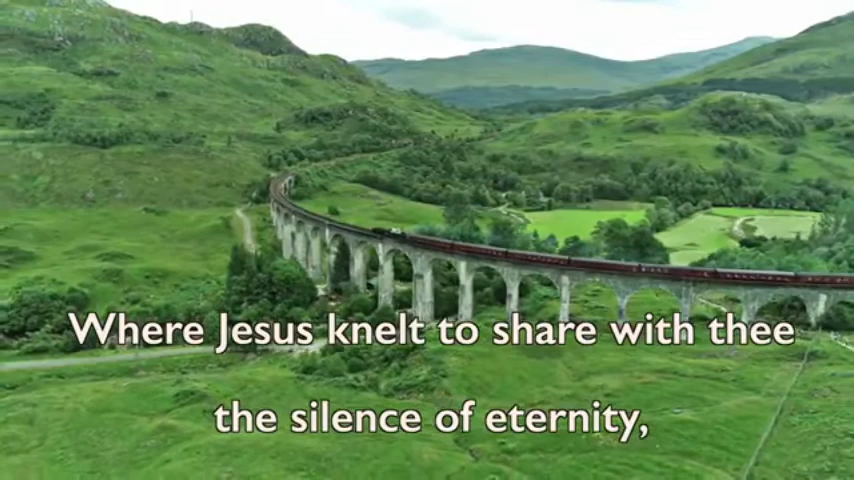 Where Jesus knelt to share with thee
the silence of eternity,